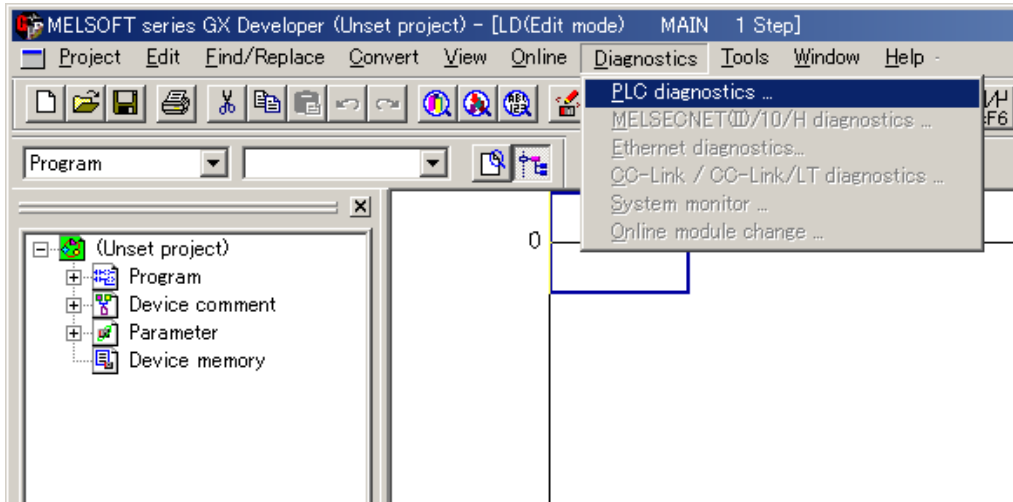 MELSOFT series GX Developer (Unset project) - [LD(Edit mode)    MAIN    1 Step]
Project Edit Find/Replace Convert View Online Diagnostics Tools Window Help
PLC diagnostics ...
MELSECNET(II)/10/H diagnostics ...
F6
Ethernet diagnostics...
CC-Link / CC-Link/LT diagnostics ...
System monitor ...
Online module change ...
Program
0
(Unset project)
Program
Device comment
Parameter
Device memory